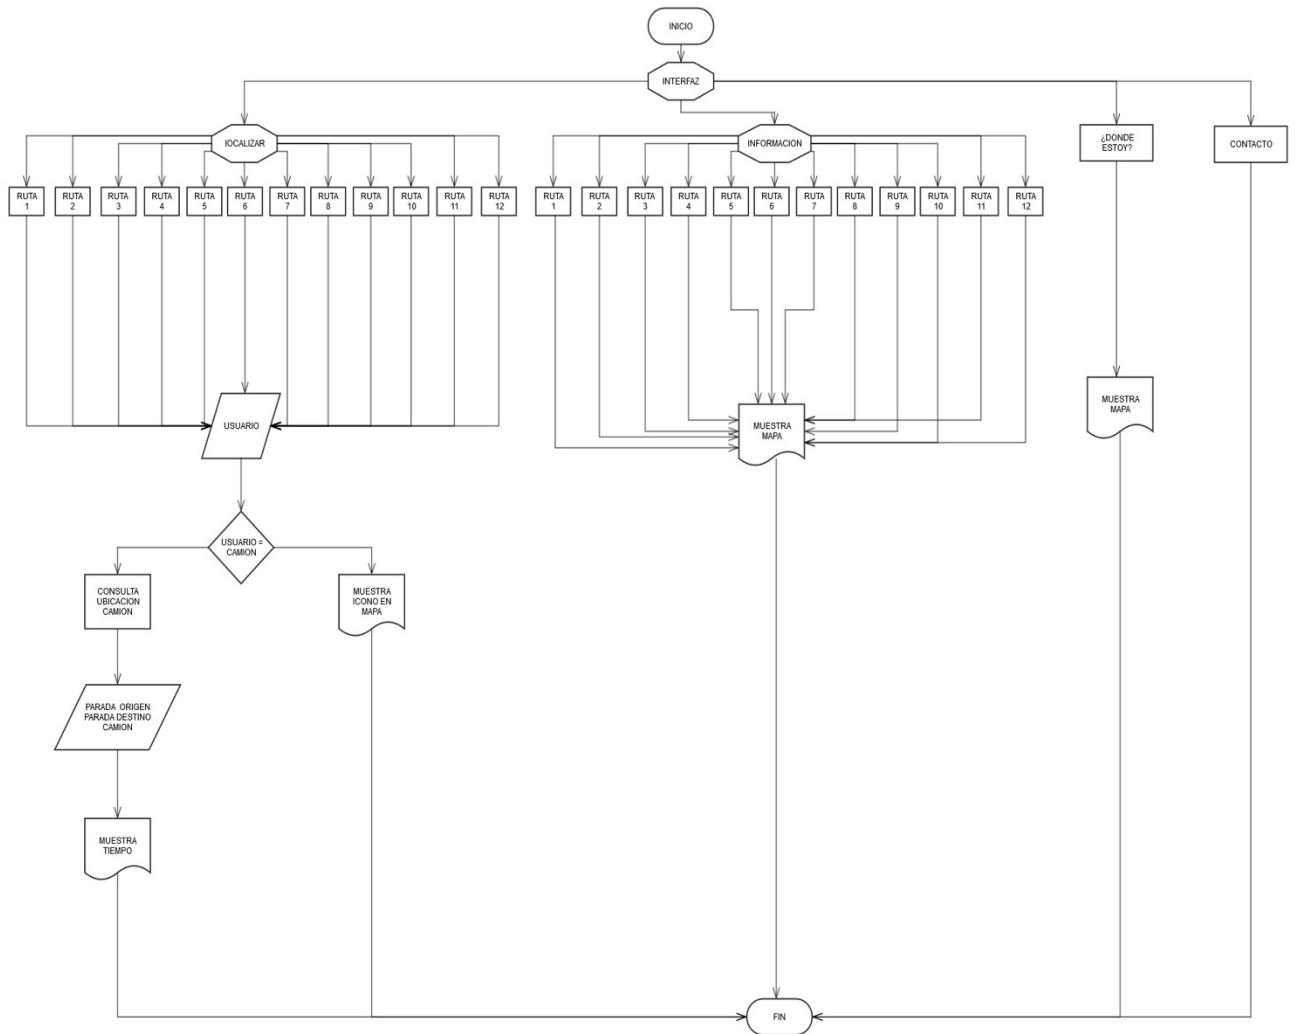 INICIO
INTERFAZ
lOCALIZAR
INFORMACION
¿DONDE
ESTOY?
CONTACTO
RUTA
1
RUTA
2
RUTA
3
RUTA
4
RUTA
5
RUTA
6
RUTA
7
RUTA
8
RUTA
9
RUTA
10
RUTA
11
RUTA
12
RUTA
1
RUTA
2
RUTA
3
RUTA
4
RUTA
5
RUTA
6
RUTA
7
RUTA
8
RUTA
9
RUTA
10
RUTA
11
RUTA
12
USUARIO
MUESTRA
MAPA
MUESTRA
MAPA
USUARIO =
CAMION
CONSULTA
UBICACION
CAMION
MUESTRA
ICONO EN
MAPA
PARADA ORIGEN
PARADA DESTINO
CAMION
MUESTRA
TIEMPO
FIN